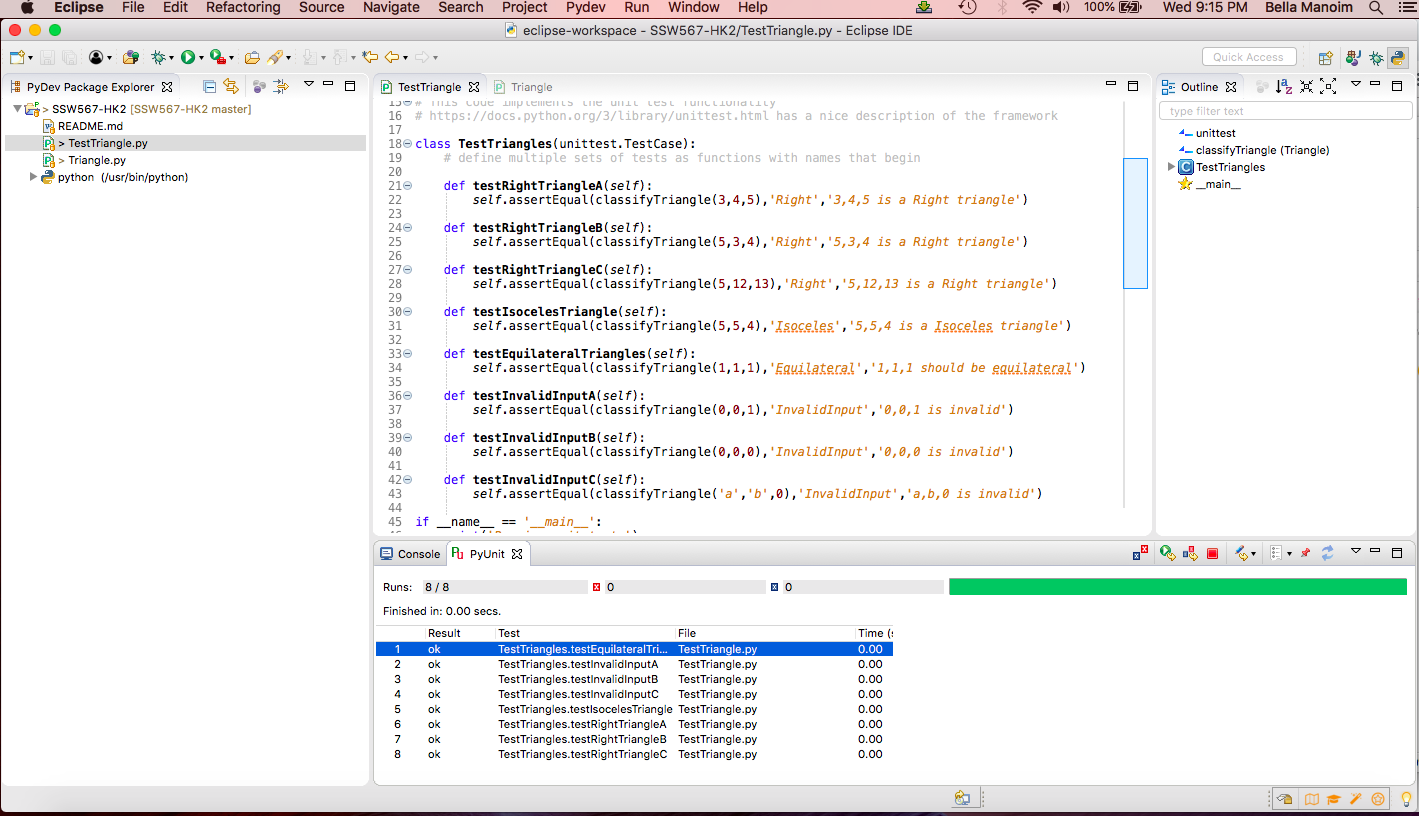 Eclipse File Edit Refactoring Source Navigate Search Project Pydev Run Window Help 100% Wed 9:15 PM Bella Manoim
eclipse-workspace - SSW567-HK2/TestTriangle.py - Eclipse IDE
Quick Access
PyDev Package Explorer
> SSW567-HK2 [SSW567-HK2 master]
README.md
> TestTriangle.py
> Triangle.py
python (/usr/bin/python)
TestTriangle Triangle
15 # This code implements the unit test functionality
16 # https://docs.python.org/3/library/unittest.html has a nice description of the framework
17
18 class TestTriangles(unittest.TestCase):
19 # define multiple sets of tests as functions with names that begin
20
21 def testRightTriangleA(self):
22 self.assertEqual(classifyTriangle(3,4,5),'Right','3,4,5 is a Right triangle')
23
24 def testRightTriangleB(self):
25 self.assertEqual(classifyTriangle(5,3,4),'Right','5,3,4 is a Right triangle')
26
27 def testRightTriangleC(self):
28 self.assertEqual(classifyTriangle(5,12,13),'Right','5,12,13 is a Right triangle')
29
30 def testIsocelesTriangle(self):
31 self.assertEqual(classifyTriangle(5,5,4),'Isoceles','5,5,4 is a Isoceles triangle')
32
33 def testEquilateralTriangles(self):
34 self.assertEqual(classifyTriangle(1,1,1),'Equilateral','1,1,1 should be equilateral')
35
36 def testInvalidInputA(self):
37 self.assertEqual(classifyTriangle(0,0,1),'InvalidInput','0,0,1 is invalid')
38
39 def testInvalidInputB(self):
40 self.assertEqual(classifyTriangle(0,0,0),'InvalidInput','0,0,0 is invalid')
41
42 def testInvalidInputC(self):
43 self.assertEqual(classifyTriangle('a','b',0),'InvalidInput','a,b,0 is invalid')
44
45 if __name__ == '__main__':
Outline
type filter text
unittest
classifyTriangle (Triangle)
TestTriangles
__main__
Console PyUnit
Runs: 8 / 8 0 0
Finished in: 0.00 secs.
Result Test File Time (s
1 ok TestTriangles.testEquilateralTri... TestTriangle.py 0.00
2 ok TestTriangles.testInvalidInputA TestTriangle.py 0.00
3 ok TestTriangles.testInvalidInputB TestTriangle.py 0.00
4 ok TestTriangles.testInvalidInputC TestTriangle.py 0.00
5 ok TestTriangles.testIsocelesTriangle TestTriangle.py 0.00
6 ok TestTriangles.testRightTriangleA TestTriangle.py 0.00
7 ok TestTriangles.testRightTriangleB TestTriangle.py 0.00
8 ok TestTriangles.testRightTriangleC TestTriangle.py 0.00